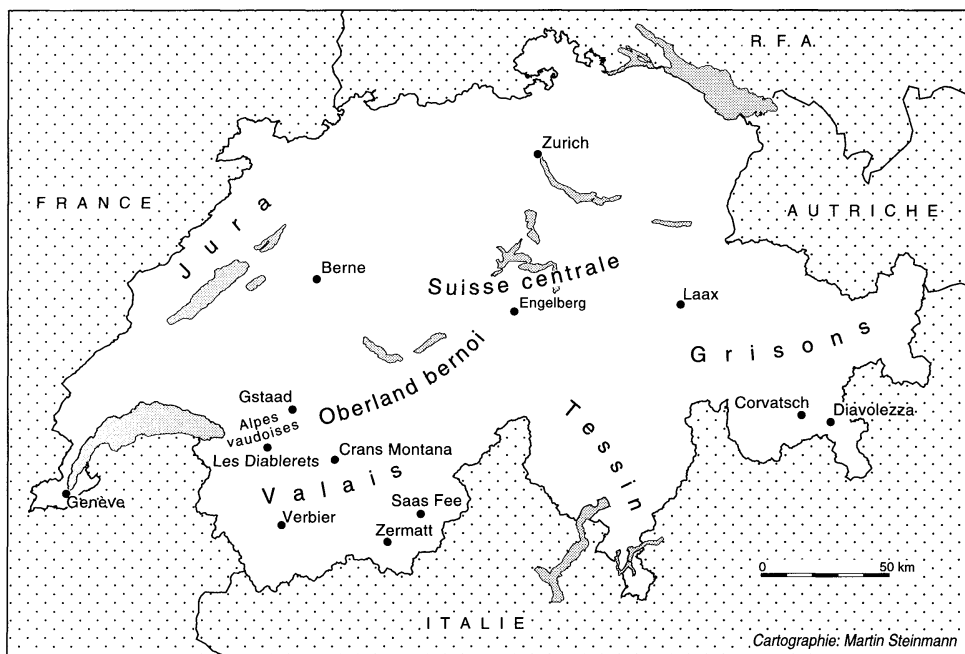 R. F. A.
Zurich
FRANCE
AUTRICHE
Jura
Berne
Suisse centrale
Engelberg
Laax
Grisons
Oberland bernoi
Gstaad
Alpes
vaudoises
Les Diablerets
Tessin
Corvatsch
Diavolezza
Crans Montana
Valais
Genève
Saas Fee
Verbier
Zermatt
0 50 km
ITALIE
Cartographie: Martin Steinmann